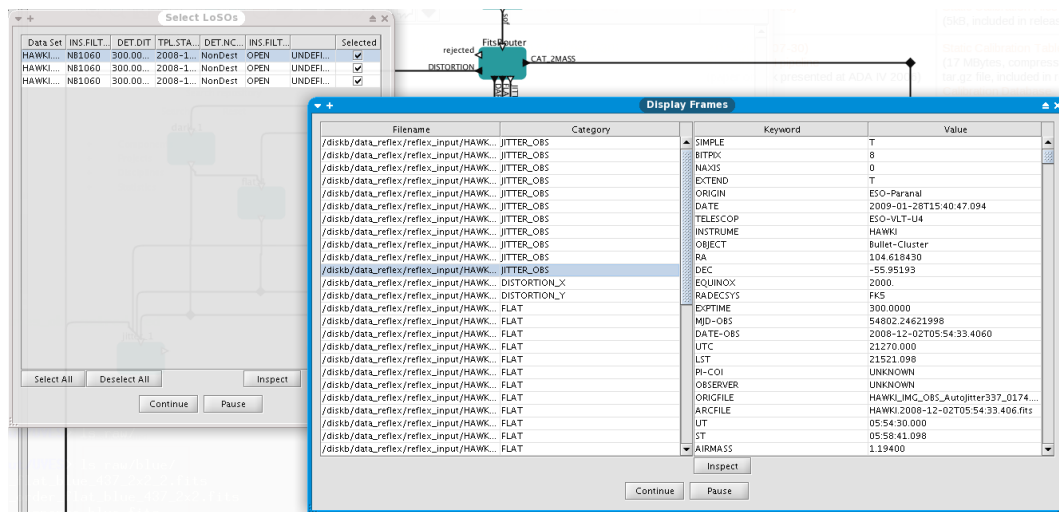 Select LoSOs
Data Set INS.FILT... DET.DIT TPL.STA... DET.NC... INS.FILT... Selected
HAWKI.... NB1060 300.00... 2008-1... NonDest OPEN UNDEFI...
HAWKI.... NB1060 300.00... 2008-1... NonDest OPEN UNDEFI...
HAWKI.... NB1060 300.00... 2008-1... NonDest OPEN UNDEFI...
Select All Deselect All Inspect
Continue Pause
FitsRouter
rejected
DISTORTION
CAT_2MASS
Display Frames
Filename Category Keyword Value
/diskb/data_reflex/reflex_input/HAWK... JITTER_OBS SIMPLE T
/diskb/data_reflex/reflex_input/HAWK... JITTER_OBS BITPIX 8
/diskb/data_reflex/reflex_input/HAWK... JITTER_OBS NAXIS 0
/diskb/data_reflex/reflex_input/HAWK... JITTER_OBS EXTEND T
/diskb/data_reflex/reflex_input/HAWK... JITTER_OBS ORIGIN ESO-Paranal
/diskb/data_reflex/reflex_input/HAWK... JITTER_OBS DATE 2009-01-28T15:40:47.094
/diskb/data_reflex/reflex_input/HAWK... JITTER_OBS TELESCOP ESO-VLT-U4
/diskb/data_reflex/reflex_input/HAWK... JITTER_OBS INSTRUME HAWKI
/diskb/data_reflex/reflex_input/HAWK... JITTER_OBS OBJECT Bullet-Cluster
/diskb/data_reflex/reflex_input/HAWK... JITTER_OBS RA 104.618430
/diskb/data_reflex/reflex_input/HAWK... JITTER_OBS DEC -55.95193
/diskb/data_reflex/reflex_input/HAWK... DISTORTION_X EQUINOX 2000.
/diskb/data_reflex/reflex_input/HAWK... DISTORTION_Y RADECSYS FK5
/diskb/data_reflex/reflex_input/HAWK... FLAT EXPTIME 300.0000
/diskb/data_reflex/reflex_input/HAWK... FLAT MJD-OBS 54802.24621998
/diskb/data_reflex/reflex_input/HAWK... FLAT DATE-OBS 2008-12-02T05:54:33.4060
/diskb/data_reflex/reflex_input/HAWK... FLAT UTC 21270.000
/diskb/data_reflex/reflex_input/HAWK... FLAT LST 21521.098
/diskb/data_reflex/reflex_input/HAWK... FLAT PI-COI UNKNOWN
/diskb/data_reflex/reflex_input/HAWK... FLAT OBSERVER UNKNOWN
/diskb/data_reflex/reflex_input/HAWK... FLAT ORIGFILE HAWKI_IMG_OBS_AutoJitter337_0174....
/diskb/data_reflex/reflex_input/HAWK... FLAT ARCFILE HAWKI.2008-12-02T05:54:33.406.fits
/diskb/data_reflex/reflex_input/HAWK... FLAT UT 05:54:30.000
/diskb/data_reflex/reflex_input/HAWK... FLAT ST 05:58:41.098
/diskb/data_reflex/reflex_input/HAWK... FLAT AIRMASS 1.19400
Inspect
Continue Pause